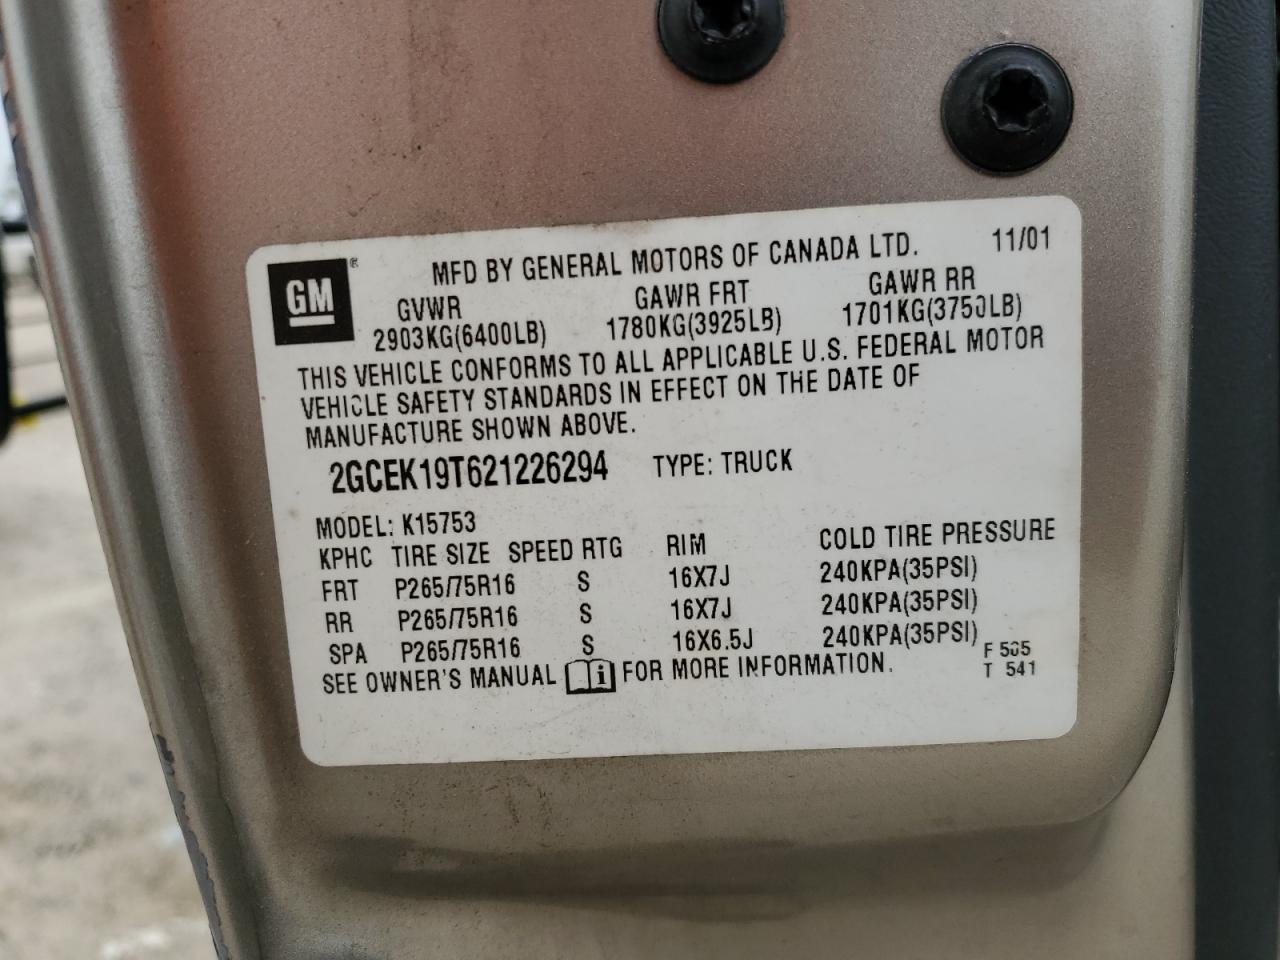 GM®
MFD BY GENERAL MOTORS OF CANADA LTD. 11/01
GVWR GAWR FRT GAWR RR
2903KG(6400LB) 1780KG(3925LB) 1701KG(3750LB)
THIS VEHICLE CONFORMS TO ALL APPLICABLE U.S. FEDERAL MOTOR
VEHICLE SAFETY STANDARDS IN EFFECT ON THE DATE OF
MANUFACTURE SHOWN ABOVE.
2GCEK19T621226294 TYPE: TRUCK
MODEL: K15753
KPHC TIRE SIZE SPEED RTG RIM COLD TIRE PRESSURE
FRT P265/75R16 S 16X7J 240KPA(35PSI)
RR P265/75R16 S 16X7J 240KPA(35PSI)
SPA P265/75R16 S 16X6.5J 240KPA(35PSI)
SEE OWNER'S MANUAL i FOR MORE INFORMATION.
F 505
T 541